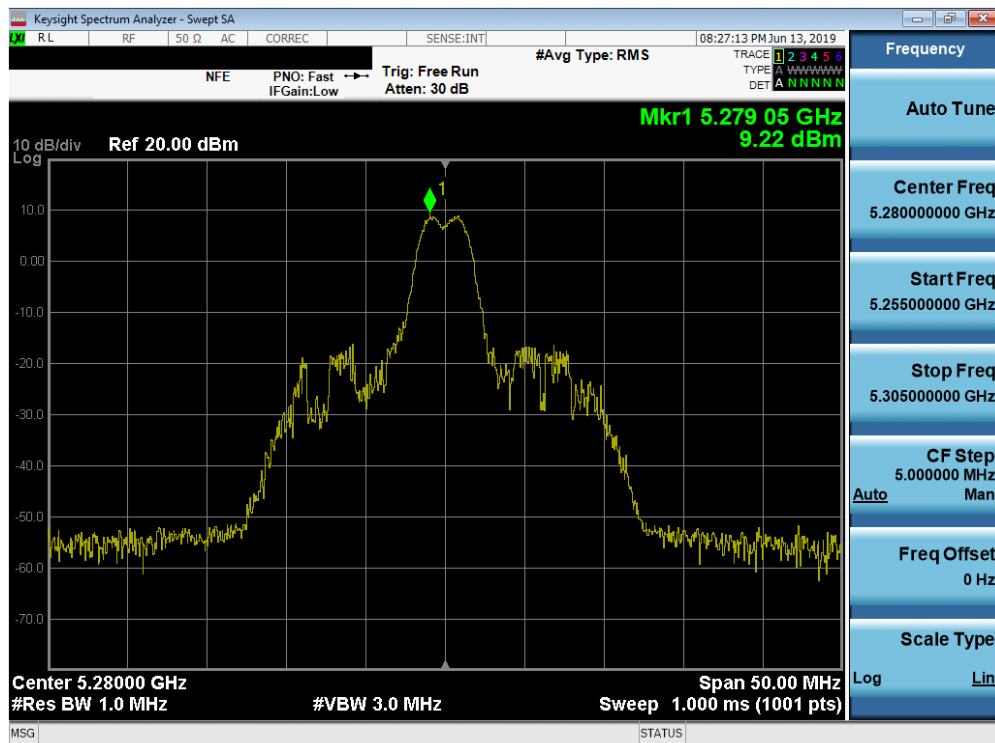 Keysight Spectrum Analyzer - Swept SA
LXI RL RF 50 Ω AC CORREC SENSE:INT 08:27:13 PM Jun 13, 2019
Frequency
#Avg Type: RMS TRACE 1 2 3 4 5 6
NFE PNO: Fast Trig: Free Run TYPE A WWWWW
IFGain:Low Atten: 30 dB DET A N N N N N
Auto Tune
Mkr1 5.279 05 GHz
9.22 dBm
10 dB/div Ref 20.00 dBm
Log
1
10.0
0.00
-10.0
-20.0
-30.0
-40.0
-50.0
-60.0
-70.0
Center Freq
5.280000000 GHz
Start Freq
5.255000000 GHz
Stop Freq
5.305000000 GHz
CF Step
5.000000 MHz
Auto Man
Freq Offset
0 Hz
Scale Type
Log Lin
Center 5.28000 GHz Span 50.00 MHz
#Res BW 1.0 MHz #VBW 3.0 MHz Sweep 1.000 ms (1001 pts)
MSG STATUS